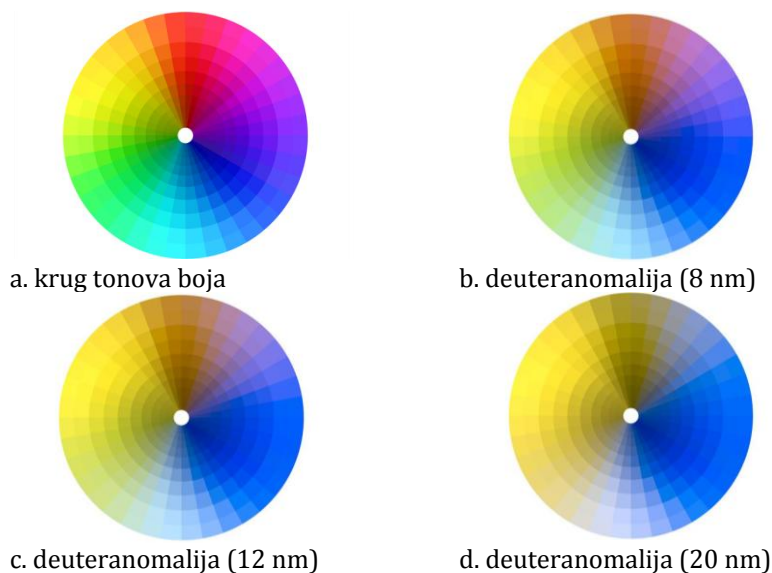 a. krug tonova boja
b. deuteranomalija (8 nm)
c. deuteranomalija (12 nm)
d. deuteranomalija (20 nm)